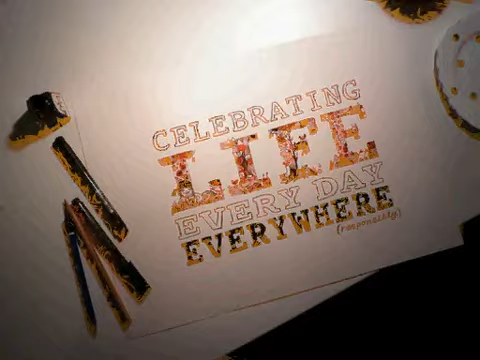 CELEBRATING
LIFE
EVERY DAY
EVERYWHERE
(responsibly)